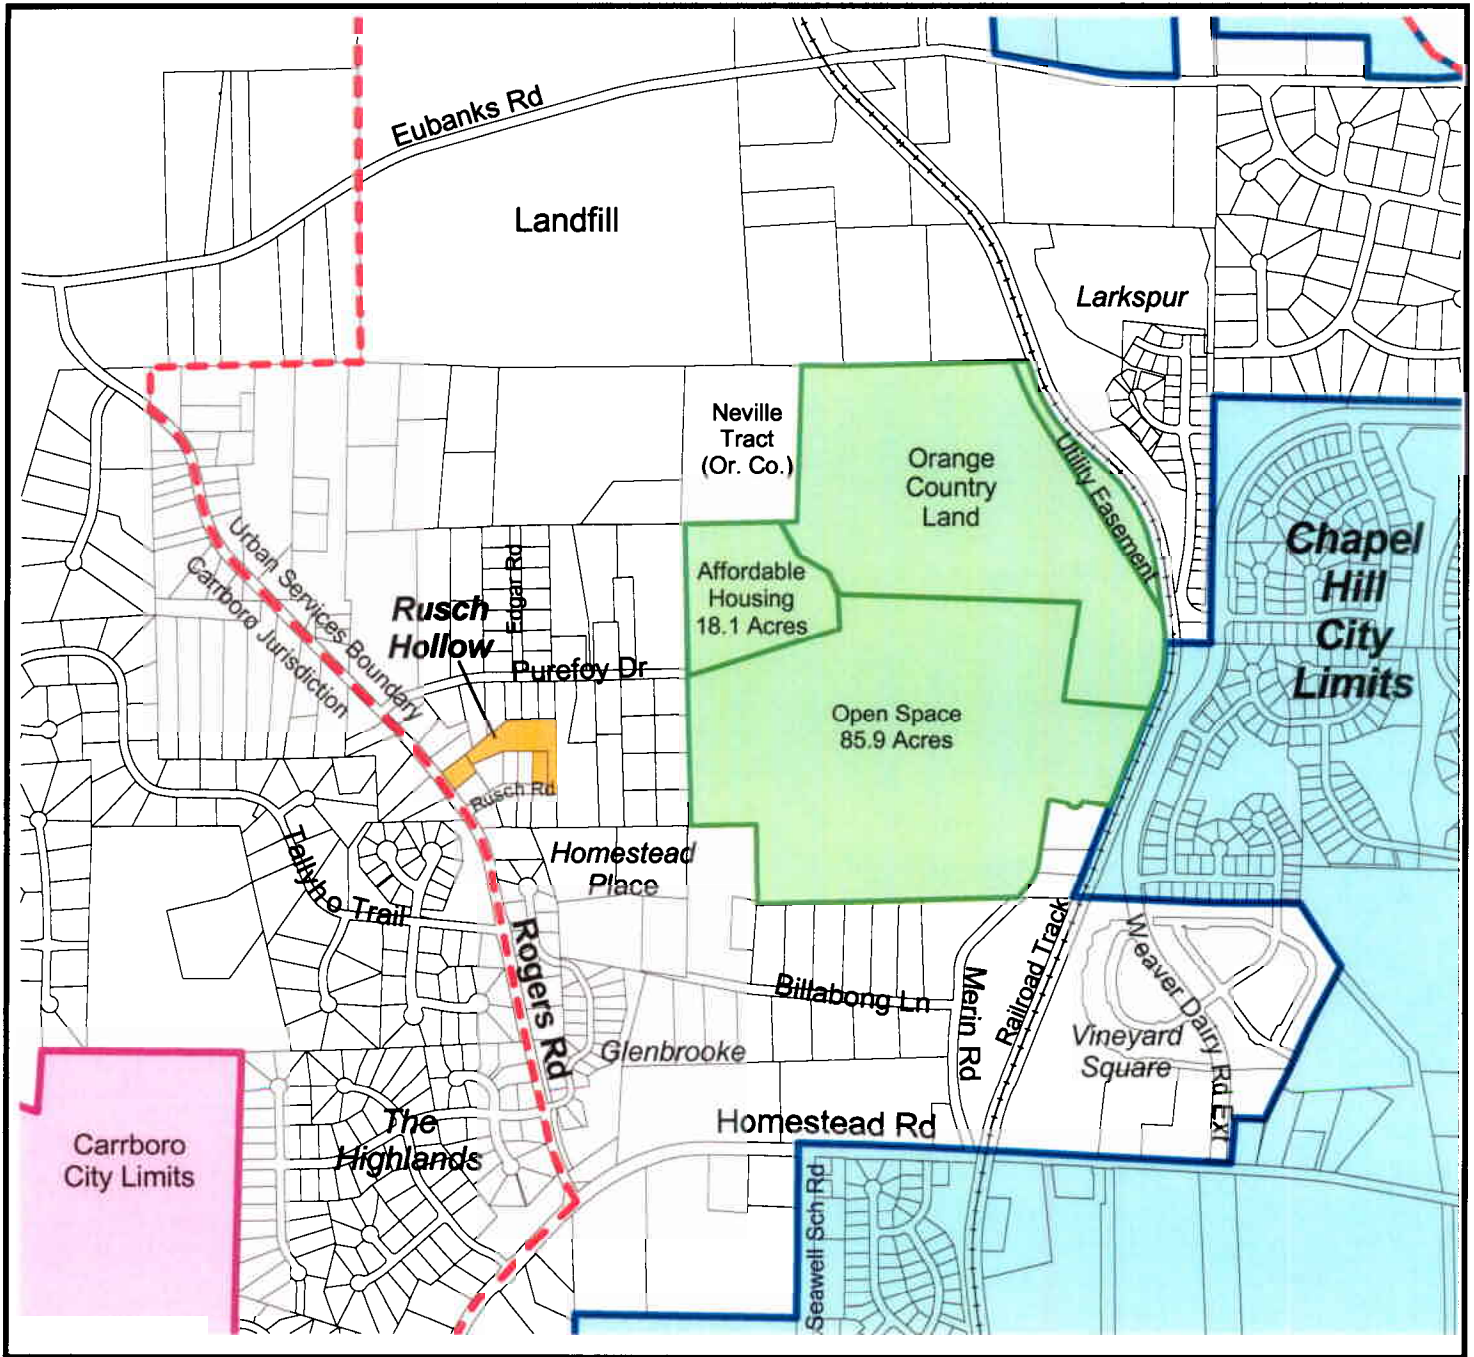 Eubanks Rd
Landfill
Larkspur
Neville
Tract
(Or. Co.)
Orange
Country
Land
Utility Easement
Urban Services Boundary
Carrboro Jurisdiction
Edgar Rd
Rusch
Hollow
Affordable
Housing
18.1 Acres
Chapel
Hill
City
Limits
Purefoy Dr
Open Space
85.9 Acres
Rusch Rd
Homestead
Place
Tallyho Trail
Rogers Rd
Billabong Ln
Merin Rd
Railroad Track
Weaver Dairy Rd Ext
Vineyard
Square
Glenbrooke
The
Highlands
Homestead Rd
Carrboro
City Limits
Seawell Sch Rd